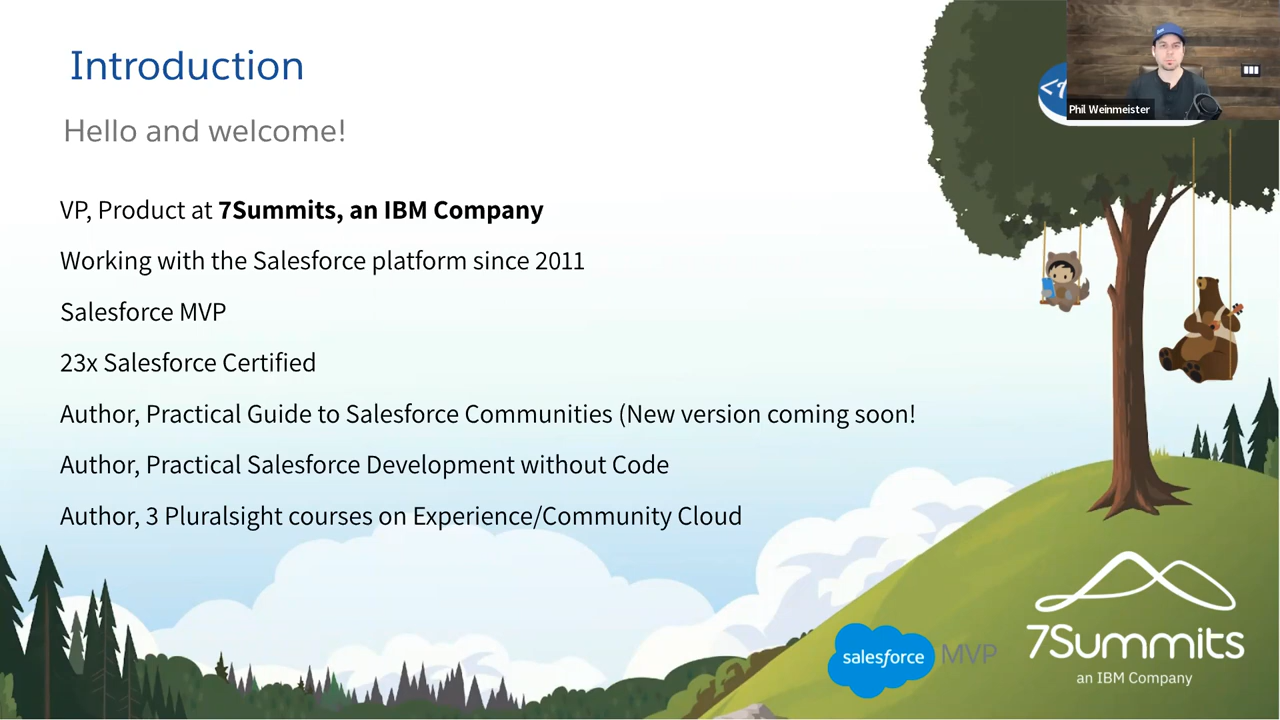 Introduction
Hello and welcome!
Phil Weinmeister
VP, Product at 7Summits, an IBM Company
Working with the Salesforce platform since 2011
Salesforce MVP
23x Salesforce Certified
Author, Practical Guide to Salesforce Communities (New version coming soon!
Author, Practical Salesforce Development without Code
Author, 3 Pluralsight courses on Experience/Community Cloud
salesforce MVP
7Summits
an IBM Company